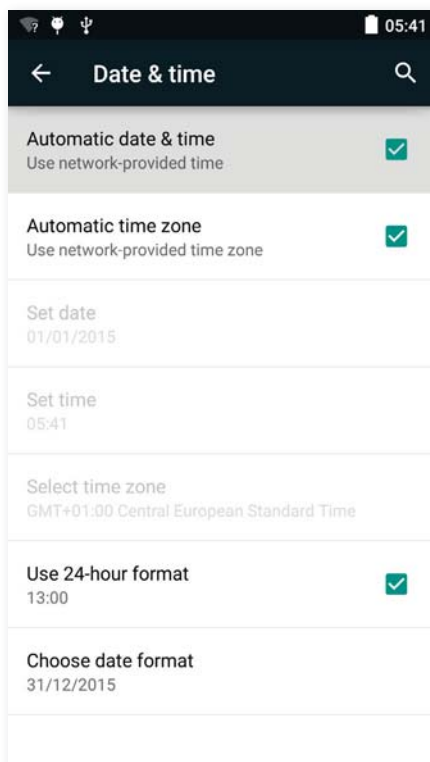 05:41
Date & time
Automatic date & time
Use network-provided time
Automatic time zone
Use network-provided time zone
Set date
01/01/2015
Set time
05:41
Select time zone
GMT+01:00 Central European Standard Time
Use 24-hour format
13:00
Choose date format
31/12/2015